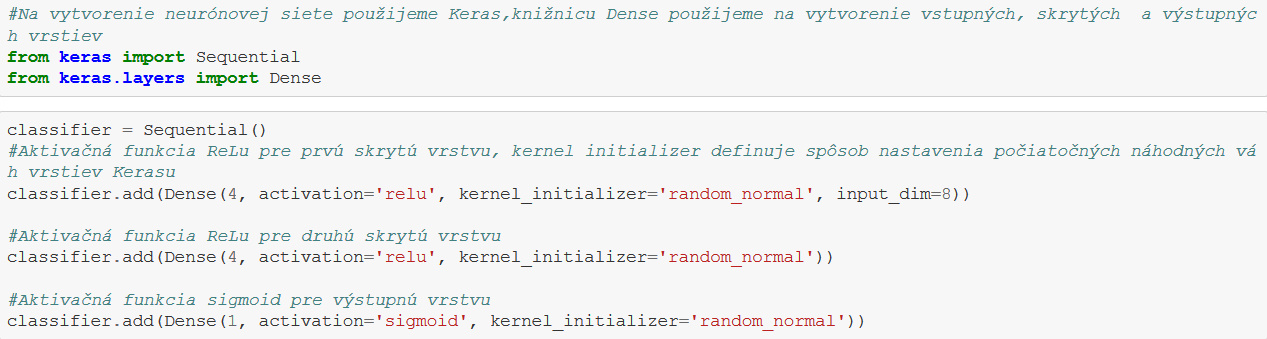 #Na vytvorenie neurónovej siete použijeme Keras,knižnicu Dense použijeme na vytvorenie vstupných, skrytých  a výstupnýc
h vrstiev
from keras import Sequential
from keras.layers import Dense
classifier = Sequential()
#Aktivačná funkcia ReLu pre prvú skrytú vrstvu, kernel initializer definuje spôsob nastavenia počiatočných náhodných vá
h vrstiev Kerasu
classifier.add(Dense(4, activation='relu', kernel_initializer='random_normal', input_dim=8))
#Aktivačná funkcia ReLu pre druhú skrytú vrstvu
classifier.add(Dense(4, activation='relu', kernel_initializer='random_normal'))
#Aktivačná funkcia sigmoid pre výstupnú vrstvu
classifier.add(Dense(1, activation='sigmoid', kernel_initializer='random_normal'))